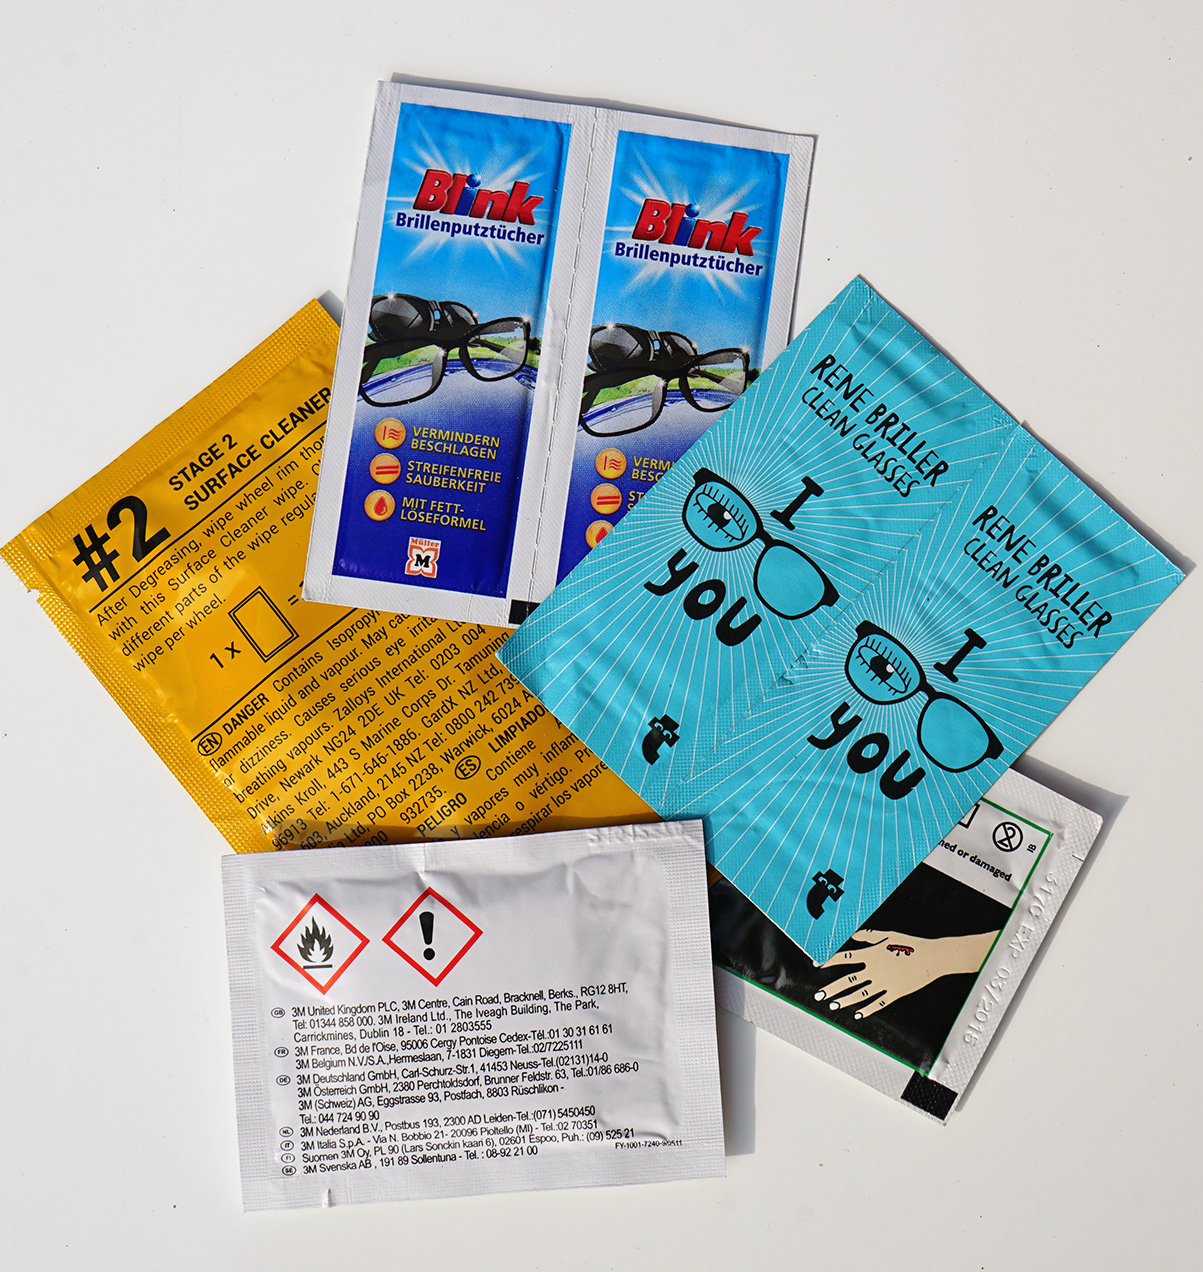 Blink
Brillenputztücher
VERMINDERN
BESCHLAGEN
STREIFENFREIE
SAUBERKEIT
MIT FETT-
LÖSEFORMEL
Müller
M
Blink
Brillenputztücher
RENE BRILLER
CLEAN GLASSES
I
YOU
t
RENE BRILLER
CLEAN GLASSES
I
YOU
t
#2 STAGE 2
SURFACE CLEANER
After Degreasing, wipe wheel rim
with this Surface Cleaner wipe.
different parts of the wipe
wipe per wheel.
1 x =
EN DANGER Contains
flammable liquid and vapour. May
or dizziness. Causes serious eye
breathing vapours. Zalloys International
Drive, Newark NG24 2DE UK Tel: 0203 004
Atkins Kroll, 443 S Marine Corps Dr. Tamuning
96913 Tel: 1-671-646-1886. GardX NZ Ltd,
603, Auckland, 2145 NZ Tel: 0800 242
Ltd, PO Box 2238, Warwick, 6024
932735. ES
PELIGRO Contiene
y vapores muy
o vértigo.
respirar los vapore
or damaged
18
317C EXP. 03/2015
GB 3M United Kingdom PLC, 3M Centre, Cain Road, Bracknell, Berks., RG12 8HT,
Tel: 01344 858 000. 3M Ireland Ltd., The Iveagh Building, The Park,
Carrickmines, Dublin 18 - Tel.: 01 2803555
FR 3M France, Bd de l'Oise, 95006 Cergy Pontoise Cedex-Tél.:01 30 31 61 61
3M Belgium N.V./S.A.,Hermeslaan, 7-1831 Diegem-Tel.:02/7225111
DE 3M Deutschland GmbH, Carl-Schurz-Str.1, 41453 Neuss-Tel.(02131)14-0
3M Österreich GmbH, 2380 Perchtoldsdorf, Brunner Feldstr. 63, Tel.:01/86 686-0
3M (Schweiz) AG, Eggstrasse 93, Postfach, 8803 Rüschlikon -
Tel.: 044 724 90 90
NL 3M Nederland B.V., Postbus 193, 2300 AD Leiden-Tel.:(071) 5450450
IT 3M Italia S.p.A. - Via N. Bobbio 21- 20096 Pioltello (MI) - Tel.:02 70351
FI Suomen 3M Oy, PL 90 (Lars Sonckin kaari 6), 02601 Espoo, Puh.: (09) 525 21
SE 3M Svenska AB , 191 89 Sollentuna - Tel. : 08-92 21 00